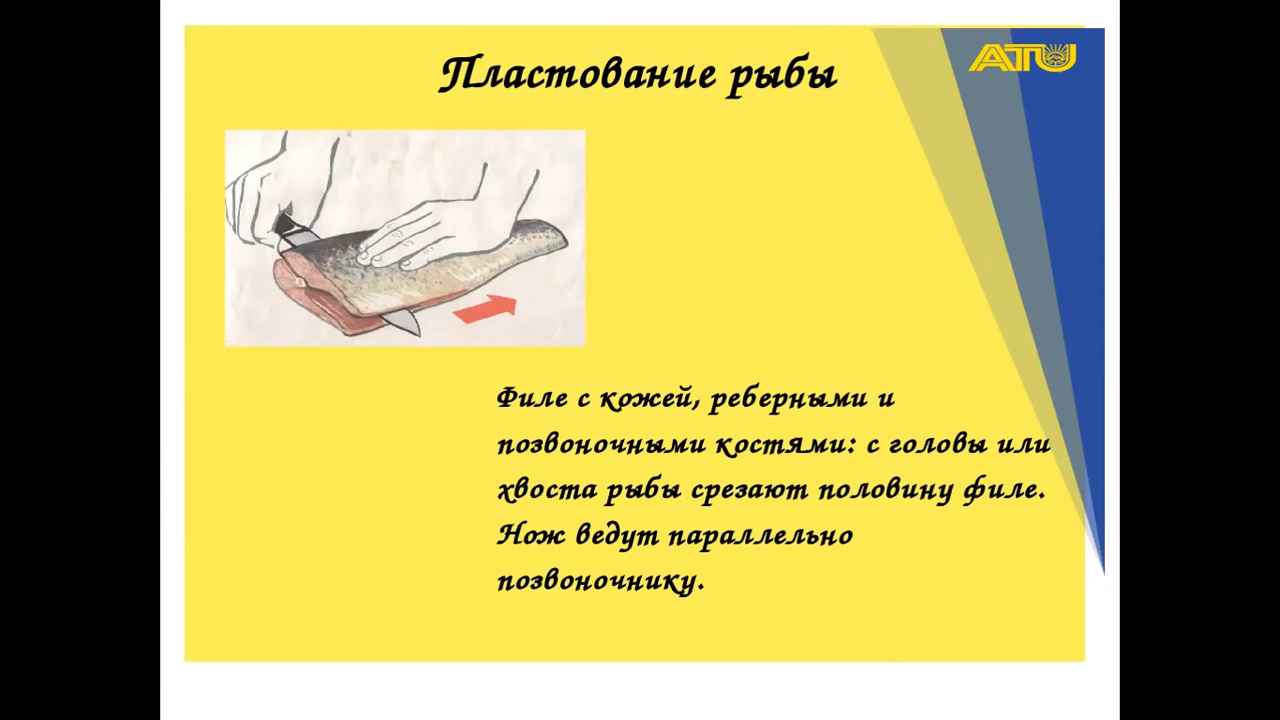 Пластование рыбы
ATU
Филе с кожей, реберными и
позвоночными костями: с головы или
хвоста рыбы срезают половину филе.
Нож ведут параллельно
позвоночнику.